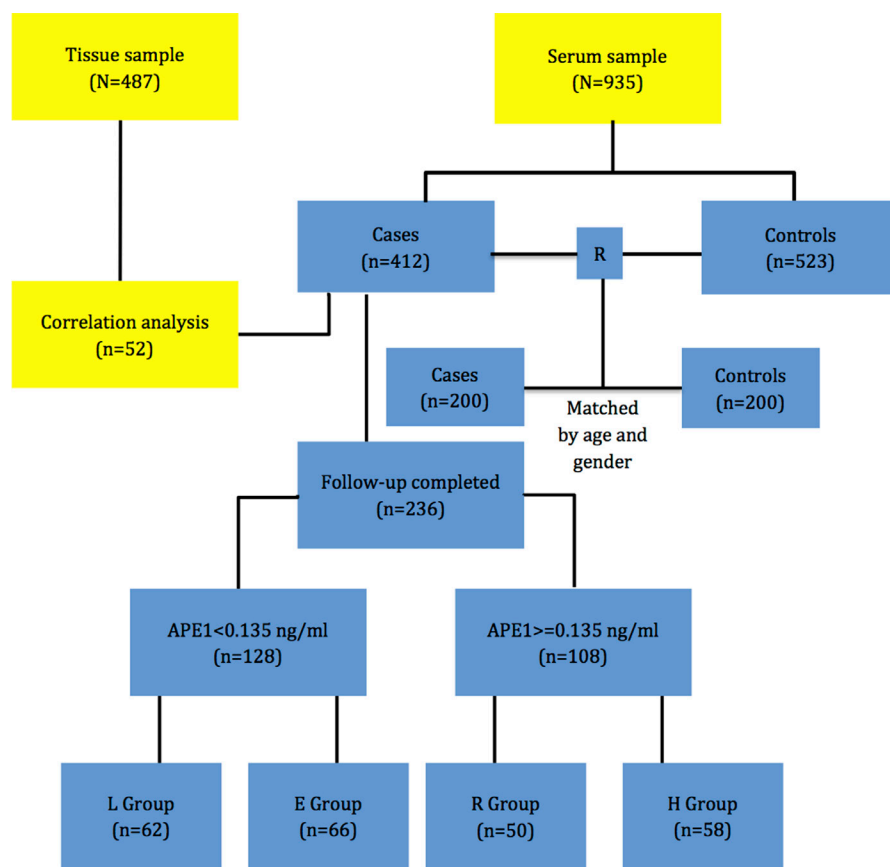 Tissue sample
(N=487)
Serum sample
(N=935)
Cases
(n=412)
R
Controls
(n=523)
Correlation analysis
(n=52)
Cases
(n=200)
Controls
(n=200)
Matched
by age and
gender
Follow-up completed
(n=236)
APE1<0.135 ng/ml
(n=128)
APE1>=0.135 ng/ml
(n=108)
L Group
(n=62)
E Group
(n=66)
R Group
(n=50)
H Group
(n=58)